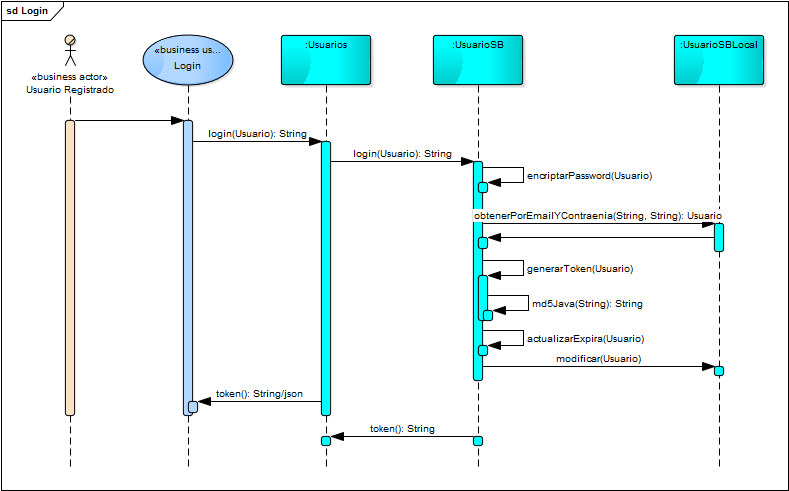 sd Login
«business actor»
Usuario Registrado
«business us...
Login
:Usuarios
:UsuarioSB
:UsuarioSBLocal
login(Usuario): String
login(Usuario): String
encriptarPassword(Usuario)
obtenerPorEmailYContraenia(String, String): Usuario
generarToken(Usuario)
md5Java(String): String
actualizarExpira(Usuario)
modificar(Usuario)
token(): String/json
token(): String